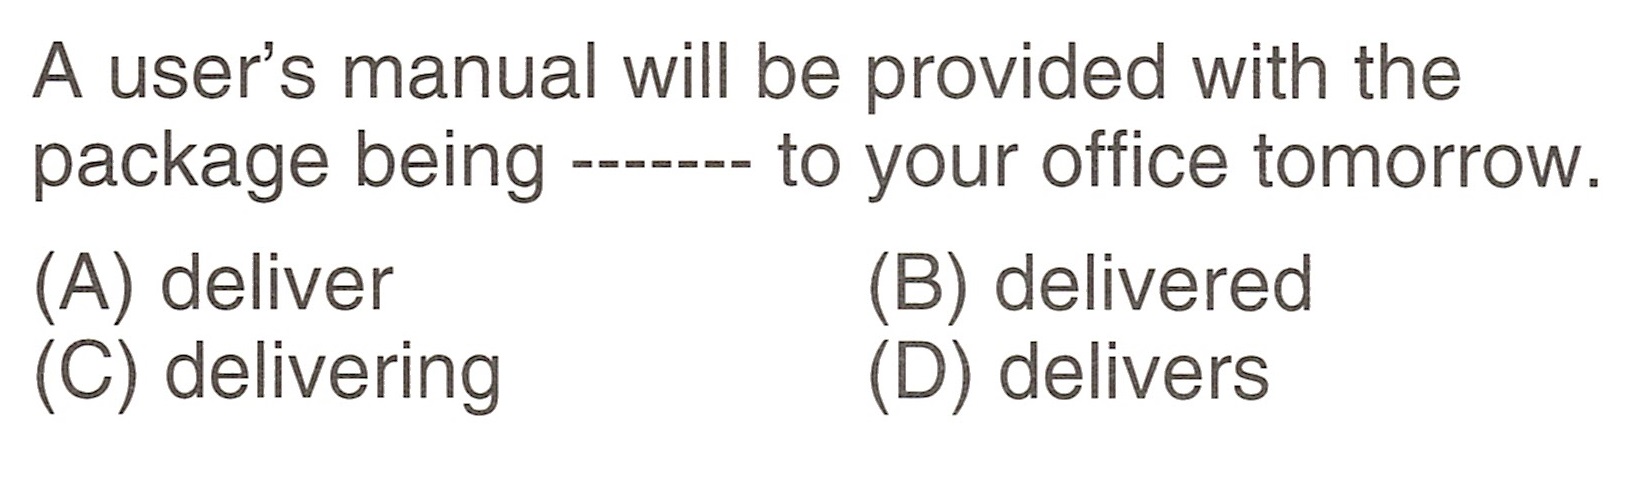 A user's manual will be provided with the
package being ------- to your office tomorrow.
(A) deliver (B) delivered
(C) delivering (D) delivers